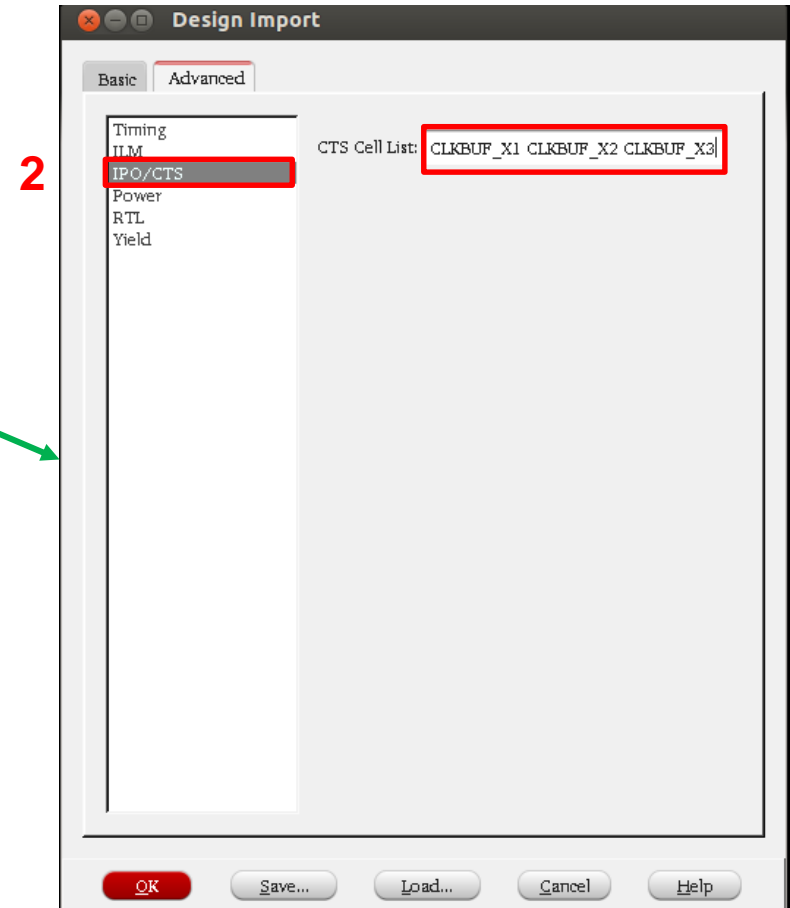 Design Import
Basic Advanced
Timing
ILM
IPO/CTS
Power
RTL
Yield
2
CTS Cell List: CLKBUF_X1 CLKBUF_X2 CLKBUF_X3
OK Save... Load... Cancel Help